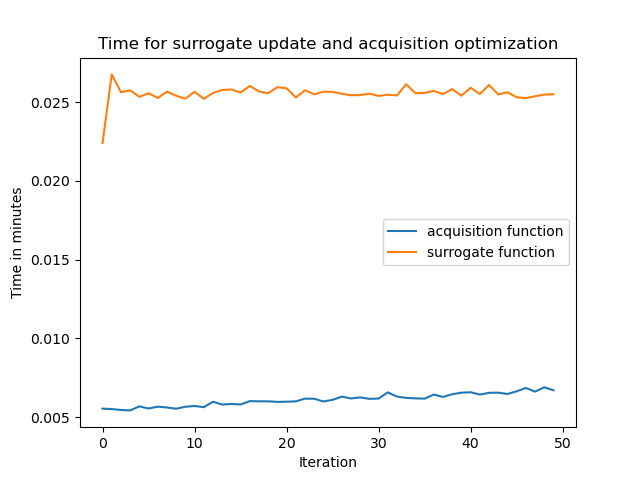 Time for surrogate update and acquisition optimization
0.025
0.020
0.015
0.010
0.005
Time in minutes
acquisition function
surrogate function
0 10 20 30 40 50
Iteration